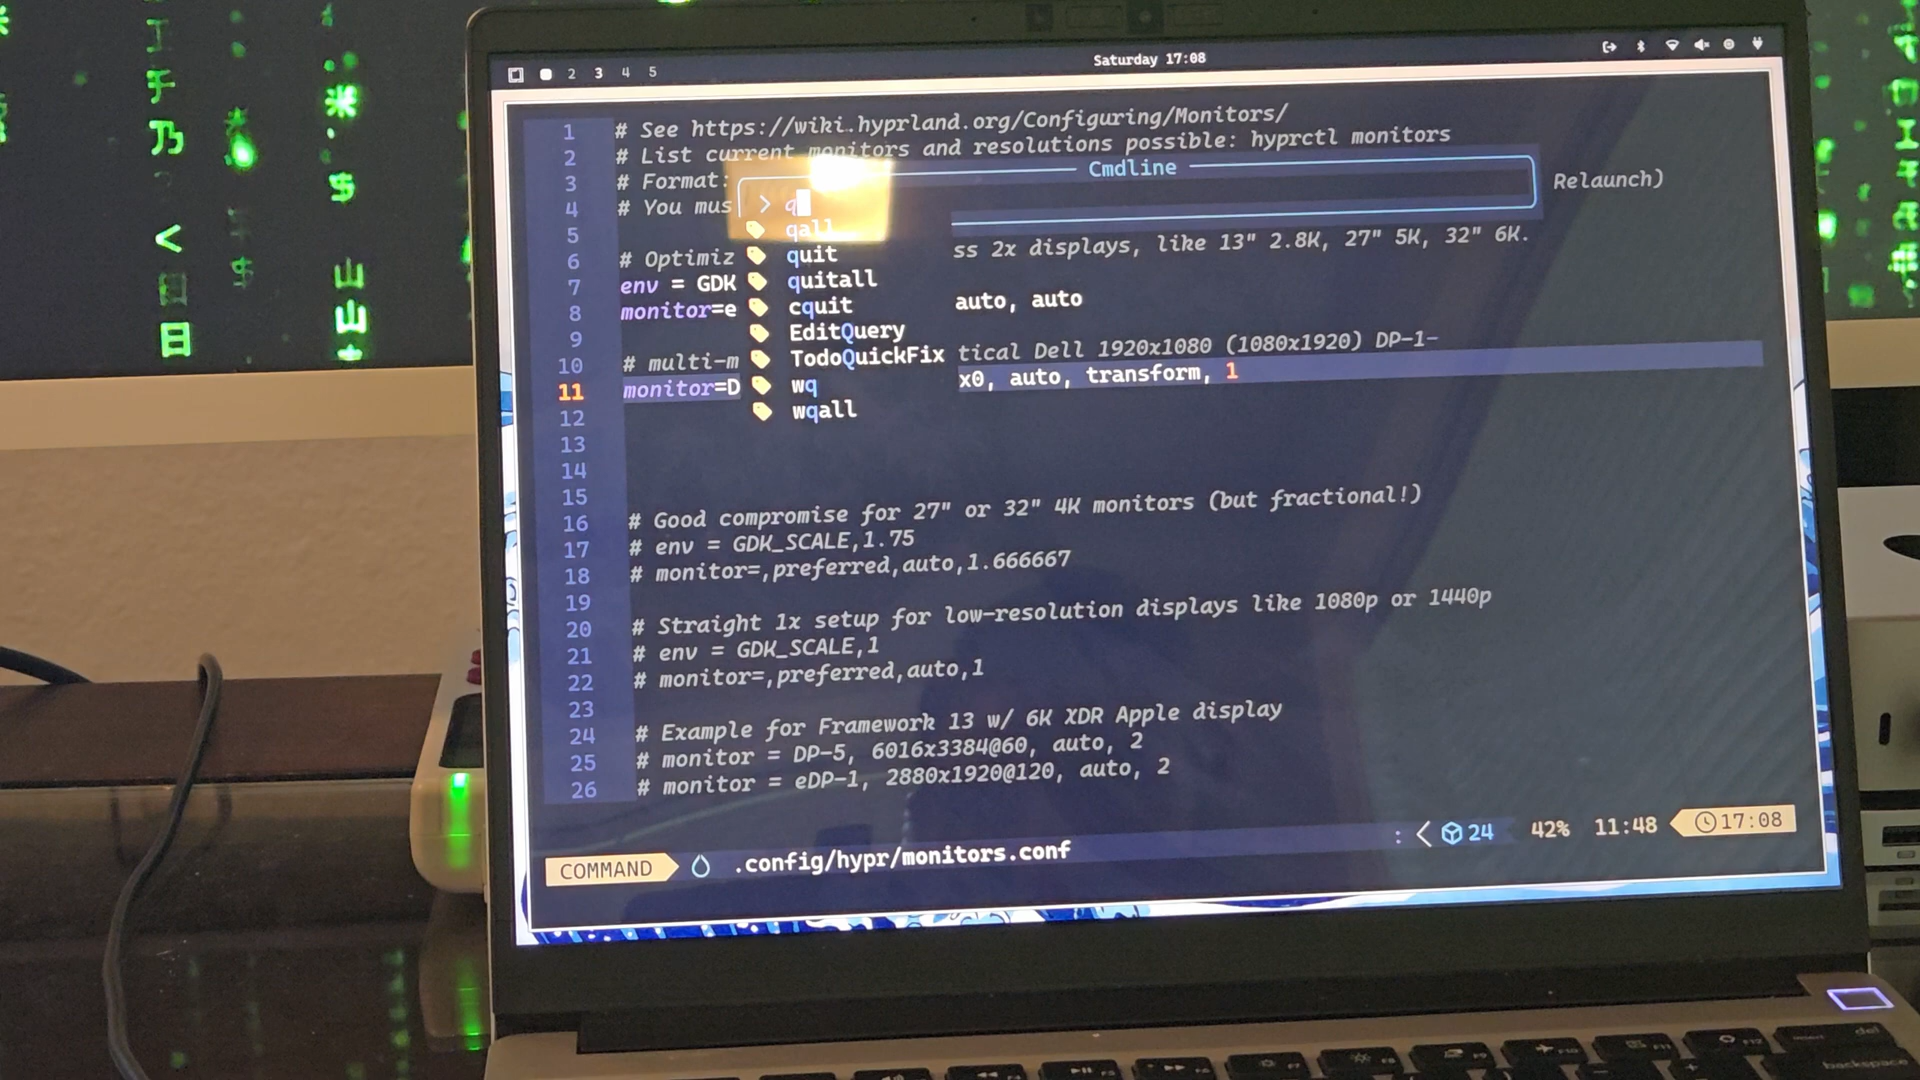 2 3 4 5
Saturday 17:08
1 # See https://wiki.hyprland.org/Configuring/Monitors/
2 # List current monitors and resolutions possible: hyprctl monitors
Cmdline
3 # Format: Relaunch)
> q
4 # You mus
qall
5
quit
6 # Optimiz ss 2x displays, like 13" 2.8K, 27" 5K, 32" 6K.
quitall
7 env = GDK
cquit
8 monitor=e auto, auto
EditQuery
9
TodoQuickFix
10 # multi-m tical Dell 1920x1080 (1080x1920) DP-1-
wq
11 monitor=D x0, auto, transform, 1
wqall
12
13
14
15
16 # Good compromise for 27" or 32" 4K monitors (but fractional!)
17 # env = GDK_SCALE,1.75
18 # monitor=,preferred,auto,1.666667
19
20 # Straight 1x setup for low-resolution displays like 1080p or 1440p
21 # env = GDK_SCALE,1
22 # monitor=,preferred,auto,1
23
24 # Example for Framework 13 w/ 6K XDR Apple display
25 # monitor = DP-5, 6016x3384@60, auto, 2
26 # monitor = eDP-1, 2880x1920@120, auto, 2
COMMAND .config/hypr/monitors.conf : 24 42% 11:48 17:08
del
backspace